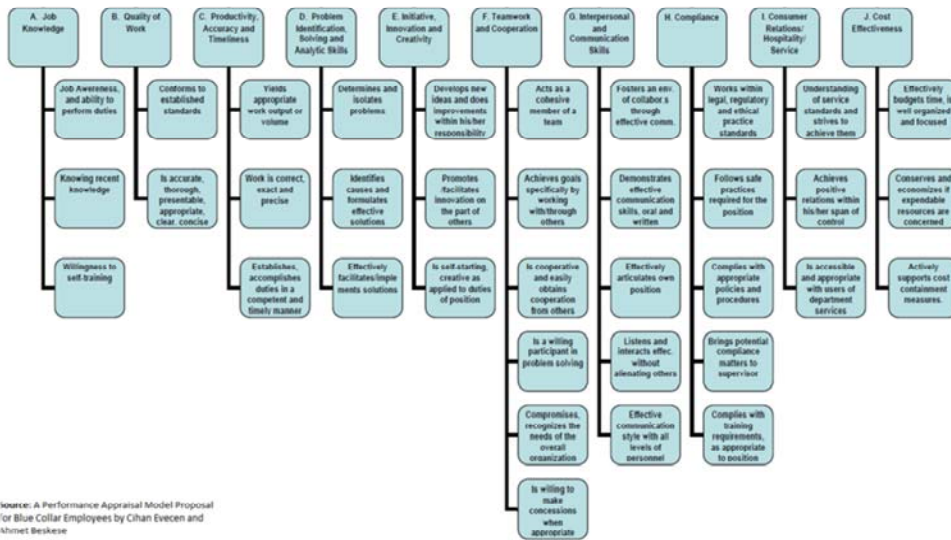 A. Job
Knowledge
Job Awareness,
and ability to
perform duties
Knowing recent
knowledge
Willingness to
self-training
B. Quality of
Work
Conforms to
established
standards
Is accurate,
thorough,
presentable,
appropriate,
clear, concise
C. Productivity,
Accuracy and
Timeliness
Yields
appropriate
work output or
volume
Work is correct,
exact and
precise
Establishes,
accomplishes
duties in a
competent and
timely manner
D. Problem
Identification,
Solving and
Analytic Skills
Determines and
isolates
problems
Identifies
causes and
formulates
effective
solutions
Effectively
facilitates/imple
ments solutions
E. Initiative,
Innovation and
Creativity
Develops new
ideas and does
improvements
within his/her
responsibility
Promotes
/facilitates
innovation on
the part of
others
Is self-starting,
creative as
applied to duties
of position
F. Teamwork
and Cooperation
Acts as a
cohesive
member of a
team
Achieves goals
specifically by
working
with/through
others
Is cooperative
and easily
obtains
cooperation
from others
Is a willing
participant in
problem solving
Compromises,
recognizes the
needs of the
overall
organization
Is willing to
make
concessions
when
appropriate
G. Interpersonal
and
Communication
Skills
Fosters an env.
of collabor.s
through
effective comm.
Demonstrates
effective
communication
skills, oral and
written
Effectively
articulates own
position
Listens and
interacts effec.
without
alienating others
Effective
communication
style with all
levels of
personnel
H. Compliance
Works within
legal, regulatory
and ethical
practice
standards
Follows safe
practices
required for the
position
Complies with
appropriate
policies and
procedures
Brings potential
compliance
matters to
supervisor
Complies with
training
requirements,
as appropriate
to position
I. Consumer
Relations/
Hospitality/
Service
Understanding
of service
standards and
strives to
achieve them
Achieves
positive
relations within
his/her span of
control
Is accessible and
appropriate
with users of
department
services
J. Cost
Effectiveness
Effectively
budgets time, i
well organized
and focused
Conserves and
economizes if
expendable
resources are
concerned
Actively
supports cost
containment
measures.
Source: A Performance Appraisal Model Proposal
for Blue Collar Employees by Cihan Evecen and
Ahmet Beskese